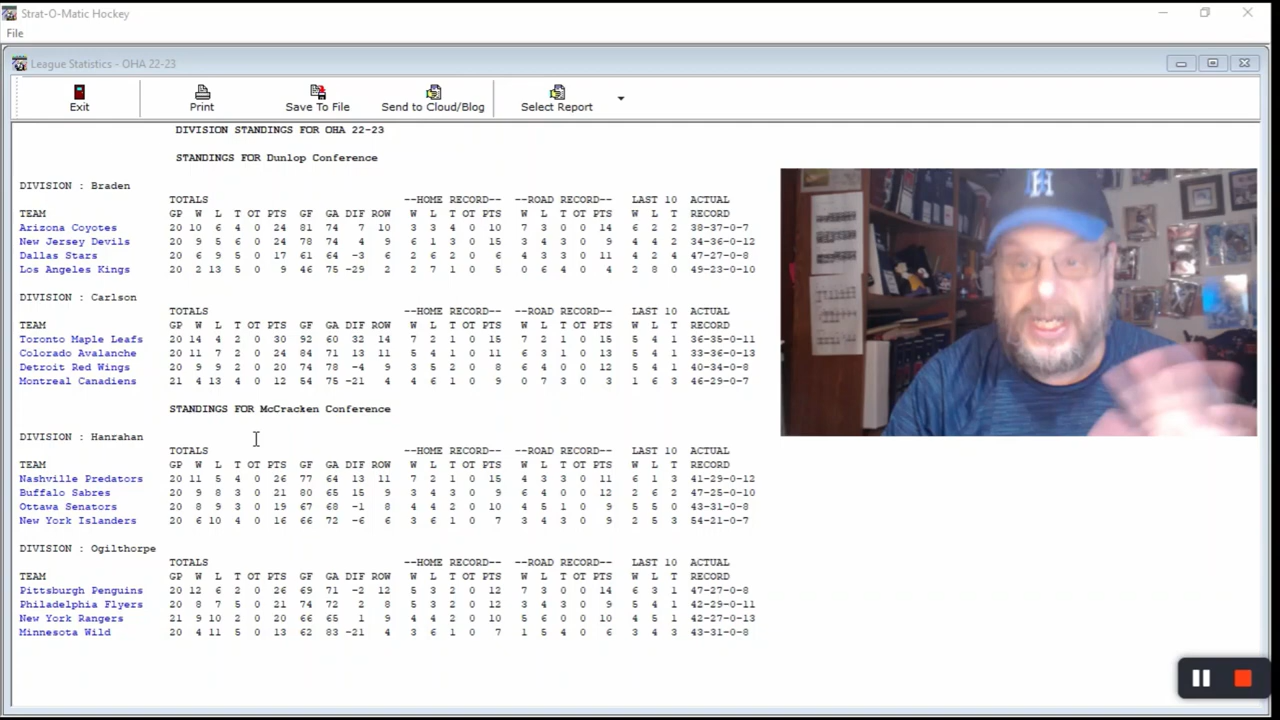 Strat-O-Matic Hockey
File
League Statistics - OHA 22-23
Exit Print Save To File Send to Cloud/Blog Select Report
DIVISION STANDINGS FOR OHA 22-23
STANDINGS FOR Dunlop Conference
DIVISION : Braden
TOTALS --HOME RECORD-- --ROAD RECORD-- LAST 10 ACTUAL
TEAM GP W L T OT PTS GF GA DIF ROW W L T OT PTS W L T OT PTS W L T RECORD
Arizona Coyotes 20 10 6 4 0 24 81 74 7 10 3 3 4 0 10 7 3 0 0 14 6 2 2 38-37-0-7
New Jersey Devils 20 9 5 6 0 24 78 74 4 9 6 1 3 0 15 3 4 3 0 9 4 4 2 34-36-0-12
Dallas Stars 20 6 9 5 0 17 61 64 -3 6 2 6 2 0 6 4 3 3 0 11 4 2 4 47-27-0-8
Los Angeles Kings 20 2 13 5 0 9 46 75 -29 2 2 7 1 0 5 0 6 4 0 4 2 8 0 49-23-0-10
DIVISION : Carlson
TOTALS --HOME RECORD-- --ROAD RECORD-- LAST 10 ACTUAL
TEAM GP W L T OT PTS GF GA DIF ROW W L T OT PTS W L T OT PTS W L T RECORD
Toronto Maple Leafs 20 14 4 2 0 30 92 60 32 14 7 2 1 0 15 7 2 1 0 15 5 4 1 36-35-0-11
Colorado Avalanche 20 11 7 2 0 24 84 71 13 11 5 4 1 0 11 6 3 1 0 13 5 4 1 33-36-0-13
Detroit Red Wings 20 9 9 2 0 20 74 78 -4 9 3 5 2 0 8 6 4 0 0 12 5 4 1 40-34-0-8
Montreal Canadiens 21 4 13 4 0 12 54 75 -21 4 4 6 1 0 9 0 7 3 0 3 1 6 3 46-29-0-7
STANDINGS FOR McCracken Conference
DIVISION : Hanrahan
TOTALS --HOME RECORD-- --ROAD RECORD-- LAST 10 ACTUAL
TEAM GP W L T OT PTS GF GA DIF ROW W L T OT PTS W L T OT PTS W L T RECORD
Nashville Predators 20 11 5 4 0 26 77 64 13 11 7 2 1 0 15 4 3 3 0 11 6 1 3 41-29-0-12
Buffalo Sabres 20 9 8 3 0 21 80 65 15 9 3 4 3 0 9 6 4 0 0 12 2 6 2 47-25-0-10
Ottawa Senators 20 8 9 3 0 19 67 68 -1 8 4 4 2 0 10 4 5 1 0 9 5 5 0 43-31-0-8
New York Islanders 20 6 10 4 0 16 66 72 -6 6 3 6 1 0 7 3 4 3 0 9 2 5 3 54-21-0-7
DIVISION : Ogilthorpe
TOTALS --HOME RECORD-- --ROAD RECORD-- LAST 10 ACTUAL
TEAM GP W L T OT PTS GF GA DIF ROW W L T OT PTS W L T OT PTS W L T RECORD
Pittsburgh Penguins 20 12 6 2 0 26 69 71 -2 12 5 3 2 0 12 7 3 0 0 14 6 3 1 47-27-0-8
Philadelphia Flyers 20 8 7 5 0 21 74 72 2 8 5 3 2 0 12 3 4 3 0 9 5 4 1 42-29-0-11
New York Rangers 21 9 10 2 0 20 66 65 1 9 4 4 2 0 10 5 6 0 0 10 4 5 1 42-27-0-13
Minnesota Wild 20 4 11 5 0 13 62 83 -21 4 3 6 1 0 7 1 5 4 0 6 3 4 3 43-31-0-8
H